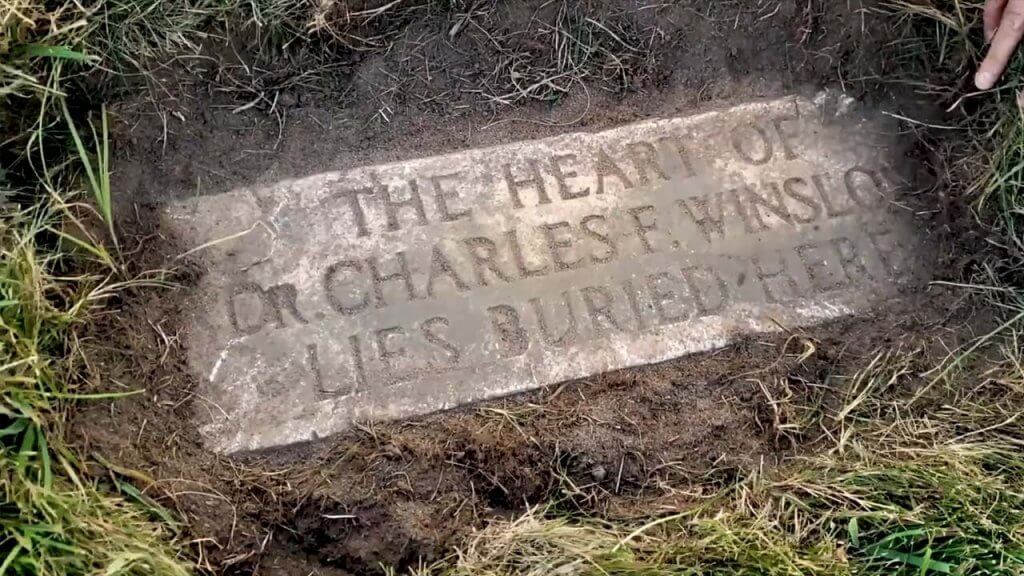 THE HEART OF
DR. CHARLES F. WINSLOW
LIES BURIED HERE